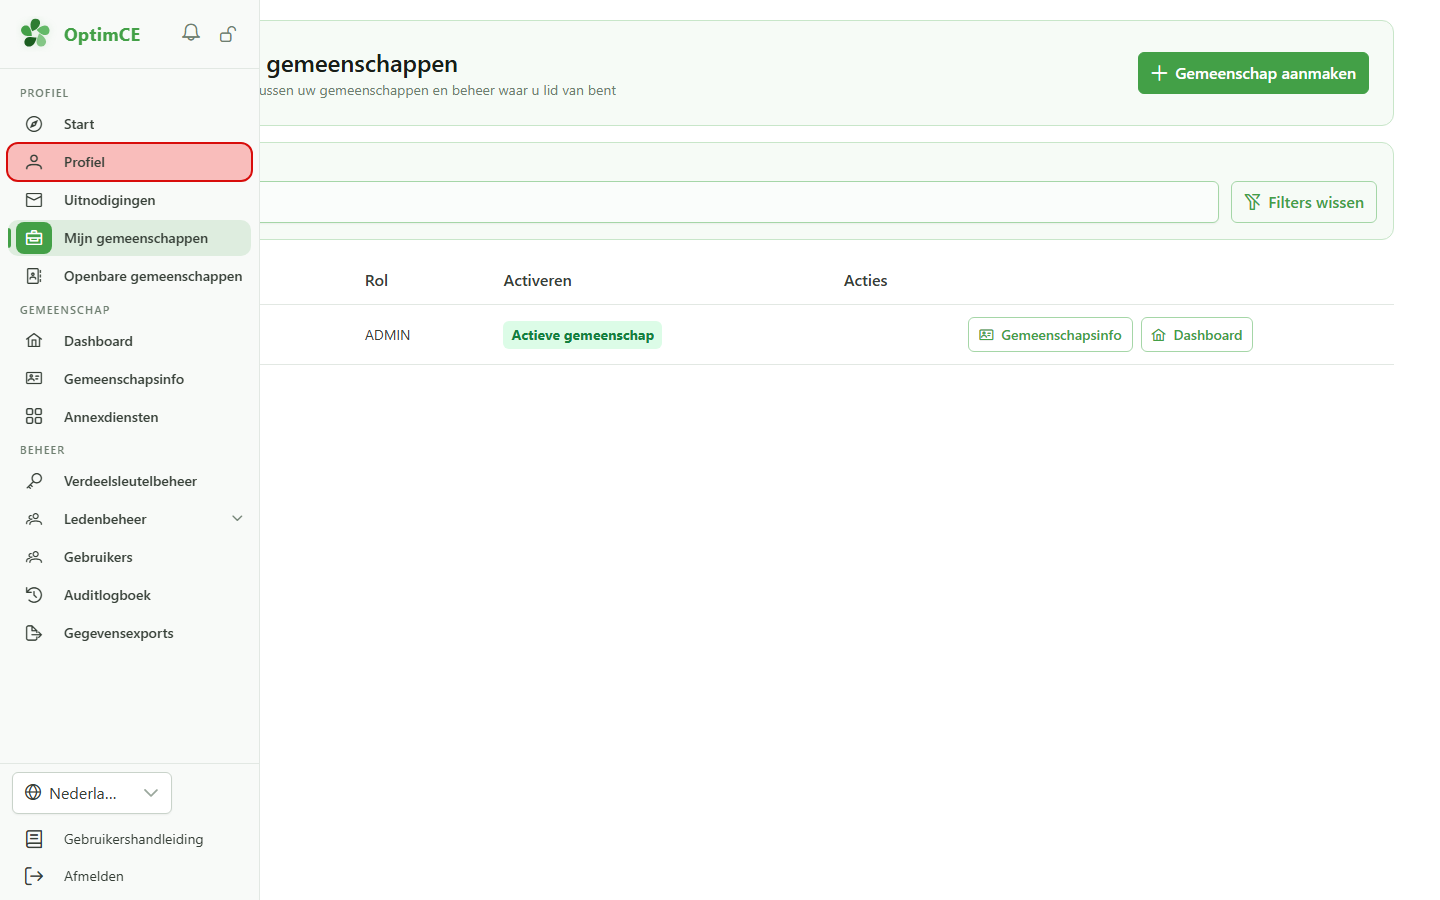 OptimCE
PROFIEL
Start
Profiel
Uitnodigingen
Mijn gemeenschappen
Openbare gemeenschappen
GEMEENSCHAP
Dashboard
Gemeenschapsinfo
Annexdiensten
BEHEER
Verdeelsleutelbeheer
Ledenbeheer
Gebruikers
Auditlogboek
Gegevensexports
Nederla...
Gebruikershandleiding
Afmelden
gemeenschappen
ussen uw gemeenschappen en beheer waar u lid van bent
Gemeenschap aanmaken
Filters wissen
Rol Activeren Acties
ADMIN Actieve gemeenschap Gemeenschapsinfo Dashboard